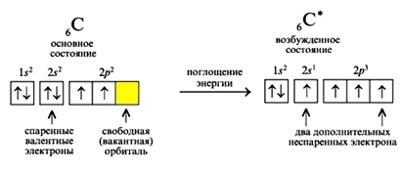 ₆C
основное
состояние
1s² 2s² 2p²
↑↓ ↑↓ ↑ ↑
спаренные
валентные
электроны
свободная
(вакантная)
орбиталь
поглощение
энергии
₆C*
возбужденное
состояние
1s² 2s¹ 2p³
↑↓ ↑ ↑ ↑ ↑
два дополнительных
неспаренных электрона